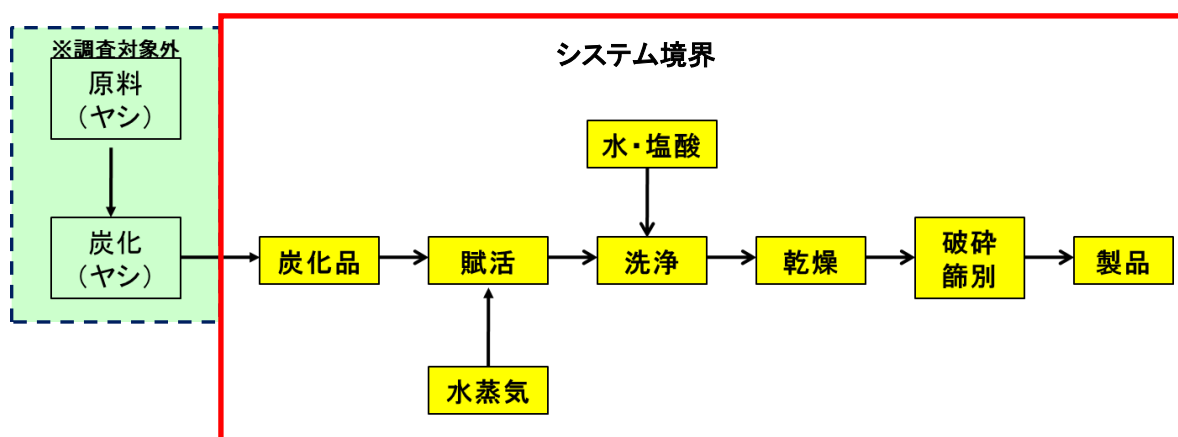 ※調査対象外
原料
(ヤシ)
炭化
(ヤシ)
システム境界
水・塩酸
炭化品
賦活
洗浄
乾燥
破砕
篩別
製品
水蒸気